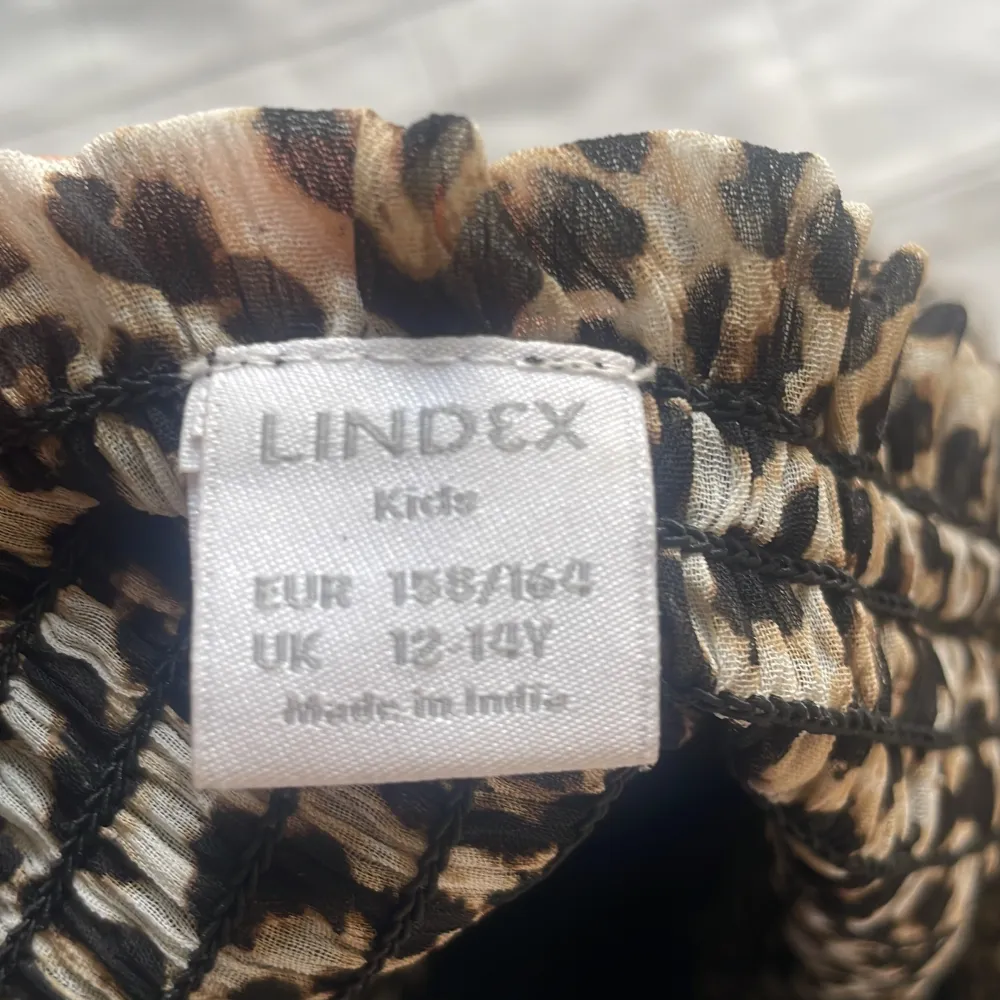 LINDEX
Kids
EUR 158/164
UK 12-14Y
Made in India